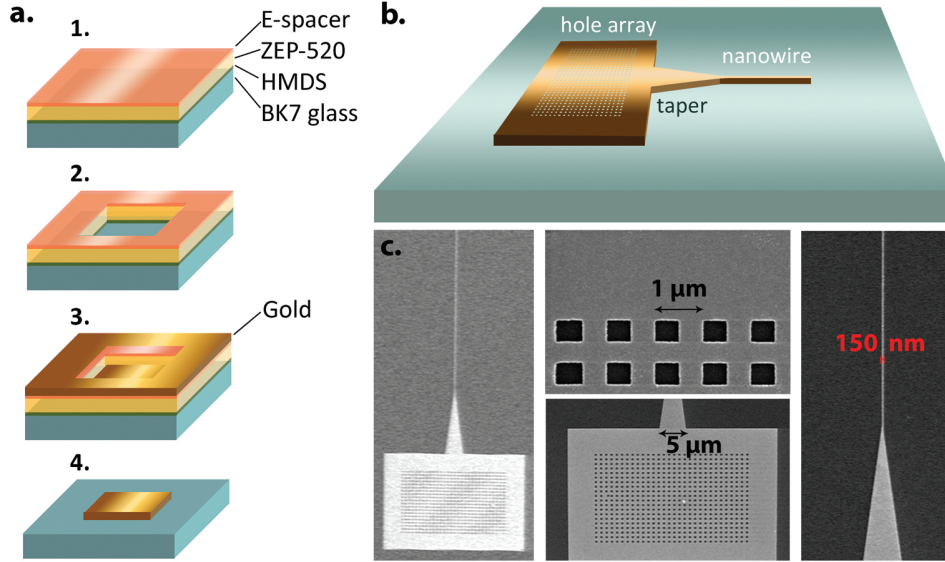 a.
1.
E-spacer
ZEP-520
HMDS
BK7 glass
2.
3.
Gold
4.
b.
hole array
nanowire
taper
c.
1 µm
5 µm
150 nm